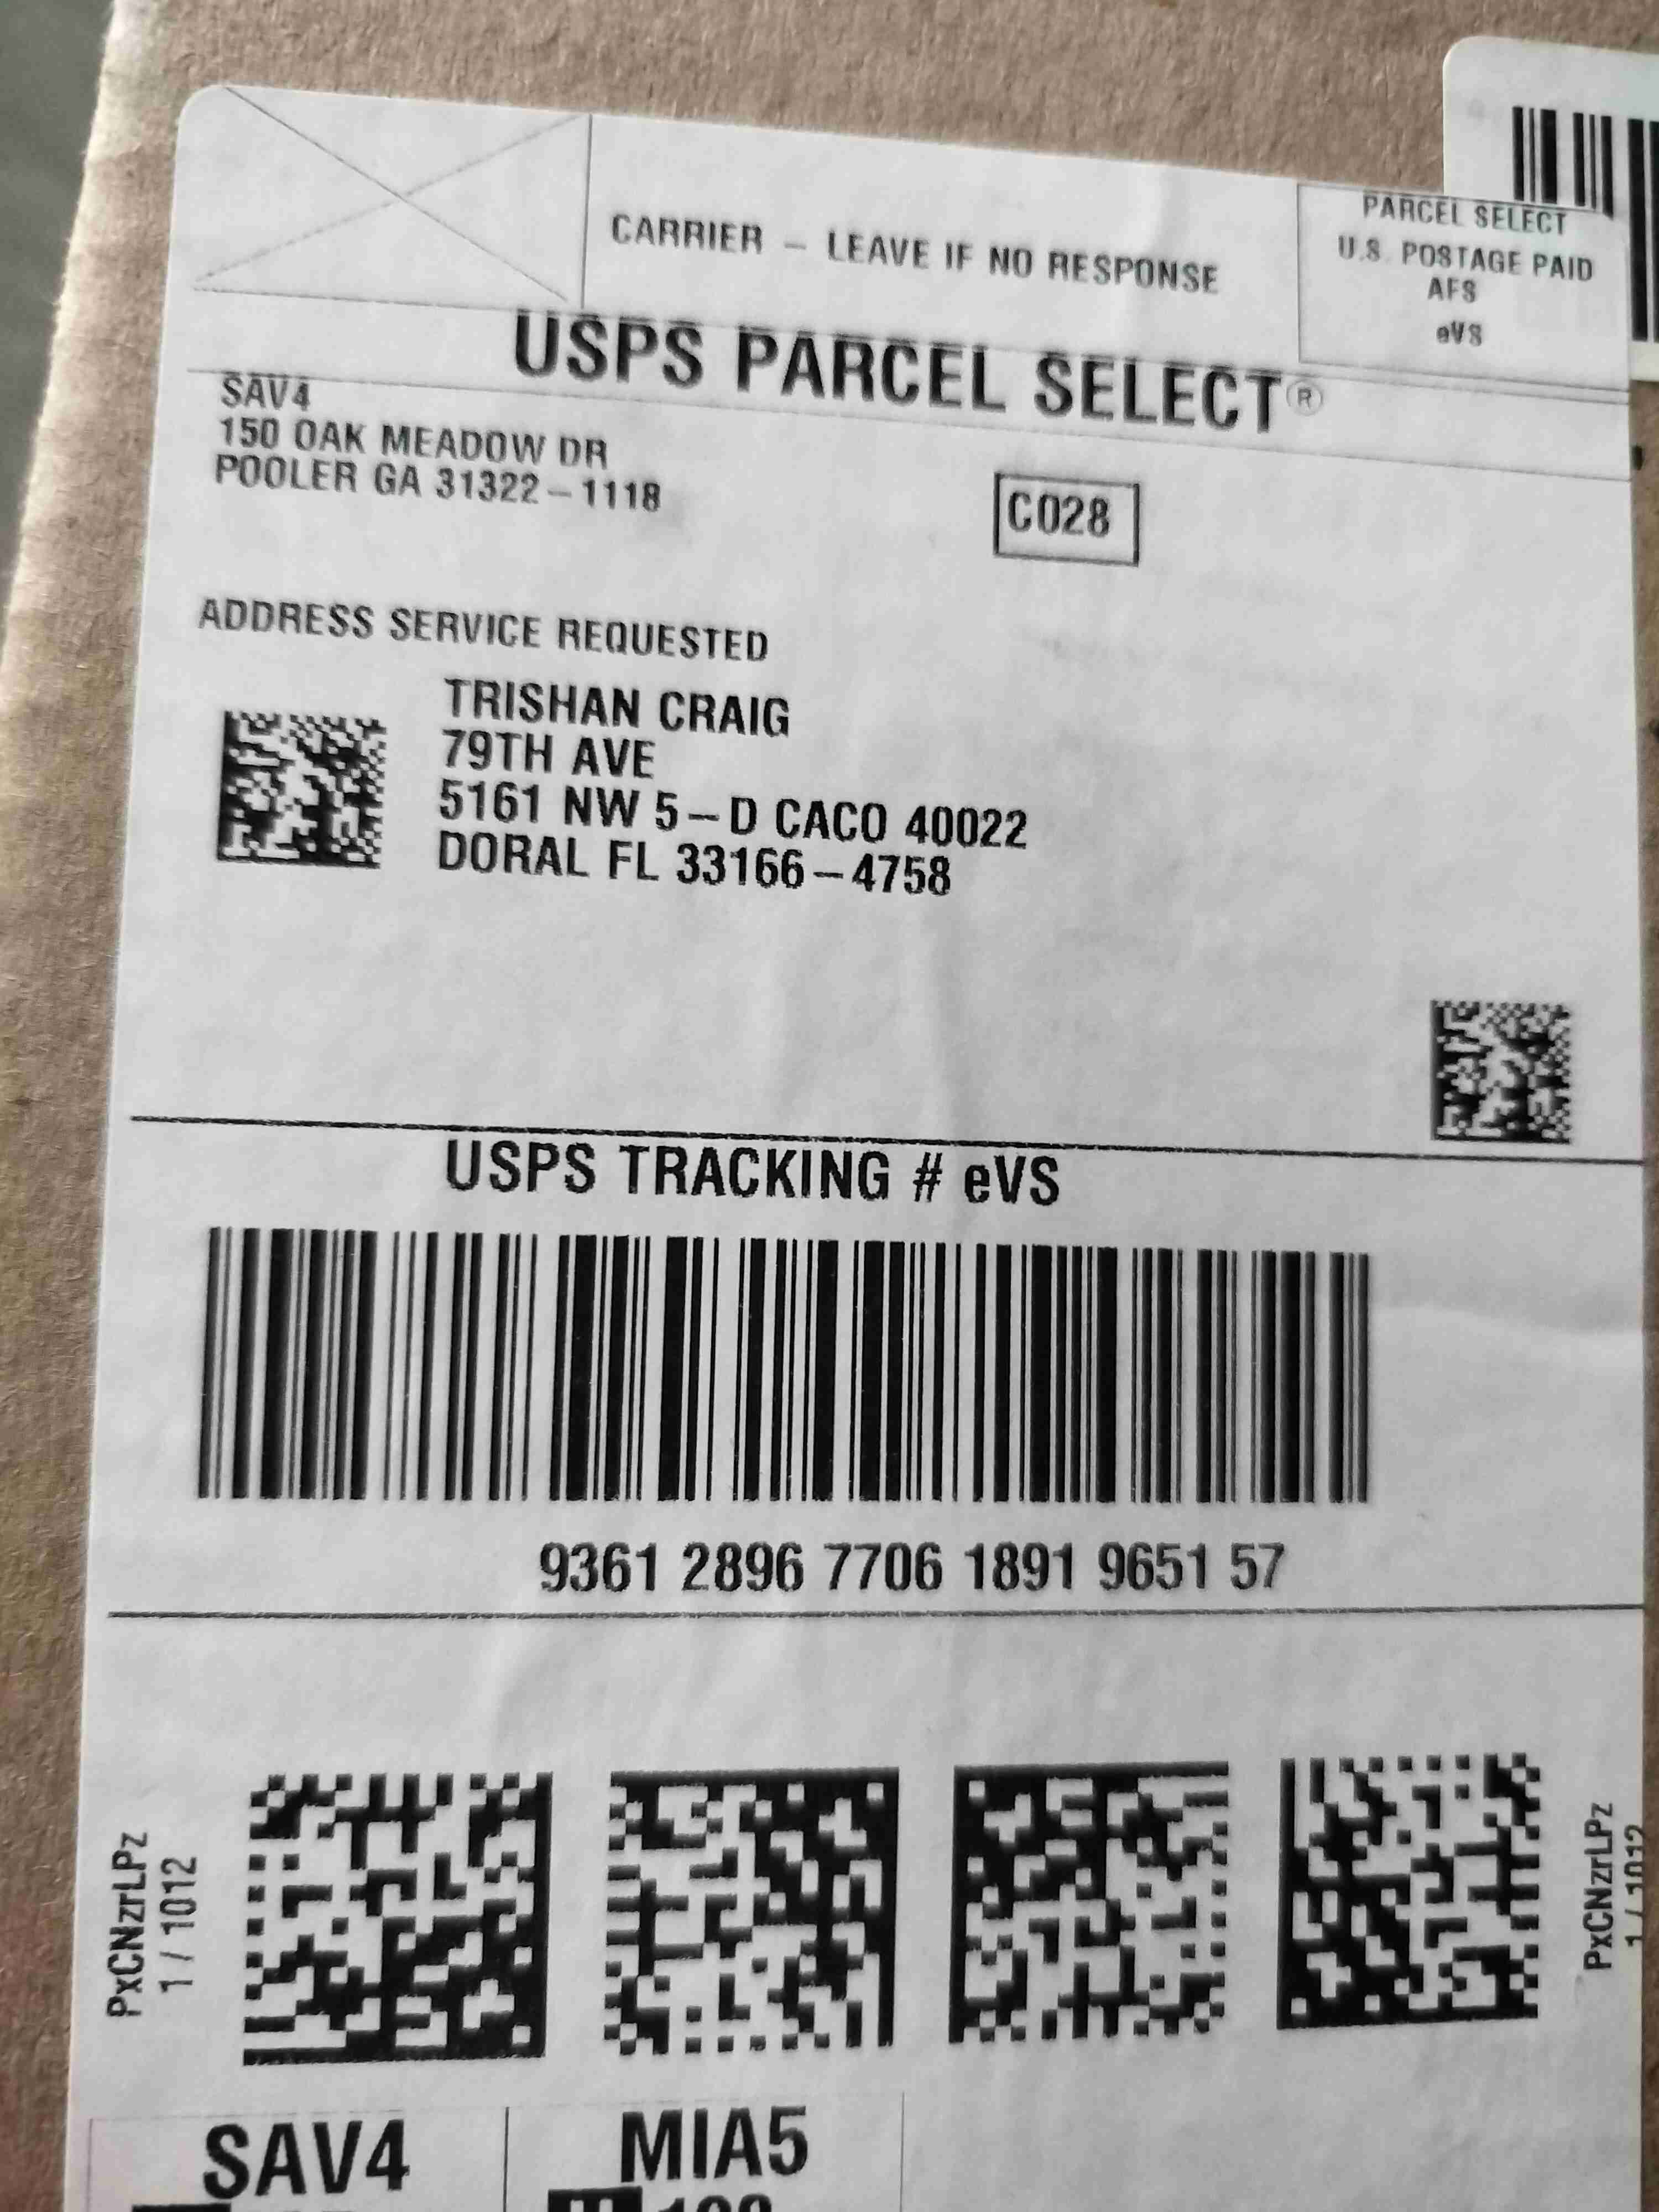 CARRIER – LEAVE IF NO RESPONSE
PARCEL SELECT
U.S. POSTAGE PAID
AFS
eVS
USPS PARCEL SELECT®
SAV4
150 OAK MEADOW DR
POOLER GA 31322–1118
C028
ADDRESS SERVICE REQUESTED
TRISHAN CRAIG
79TH AVE
5161 NW 5–D CACO 40022
DORAL FL 33166–4758
USPS TRACKING # eVS
9361 2896 7706 1891 9651 57
PxCNzrLPz
1 / 1012
PxCNzrLPz
1 / 1012
SAV4
MIA5